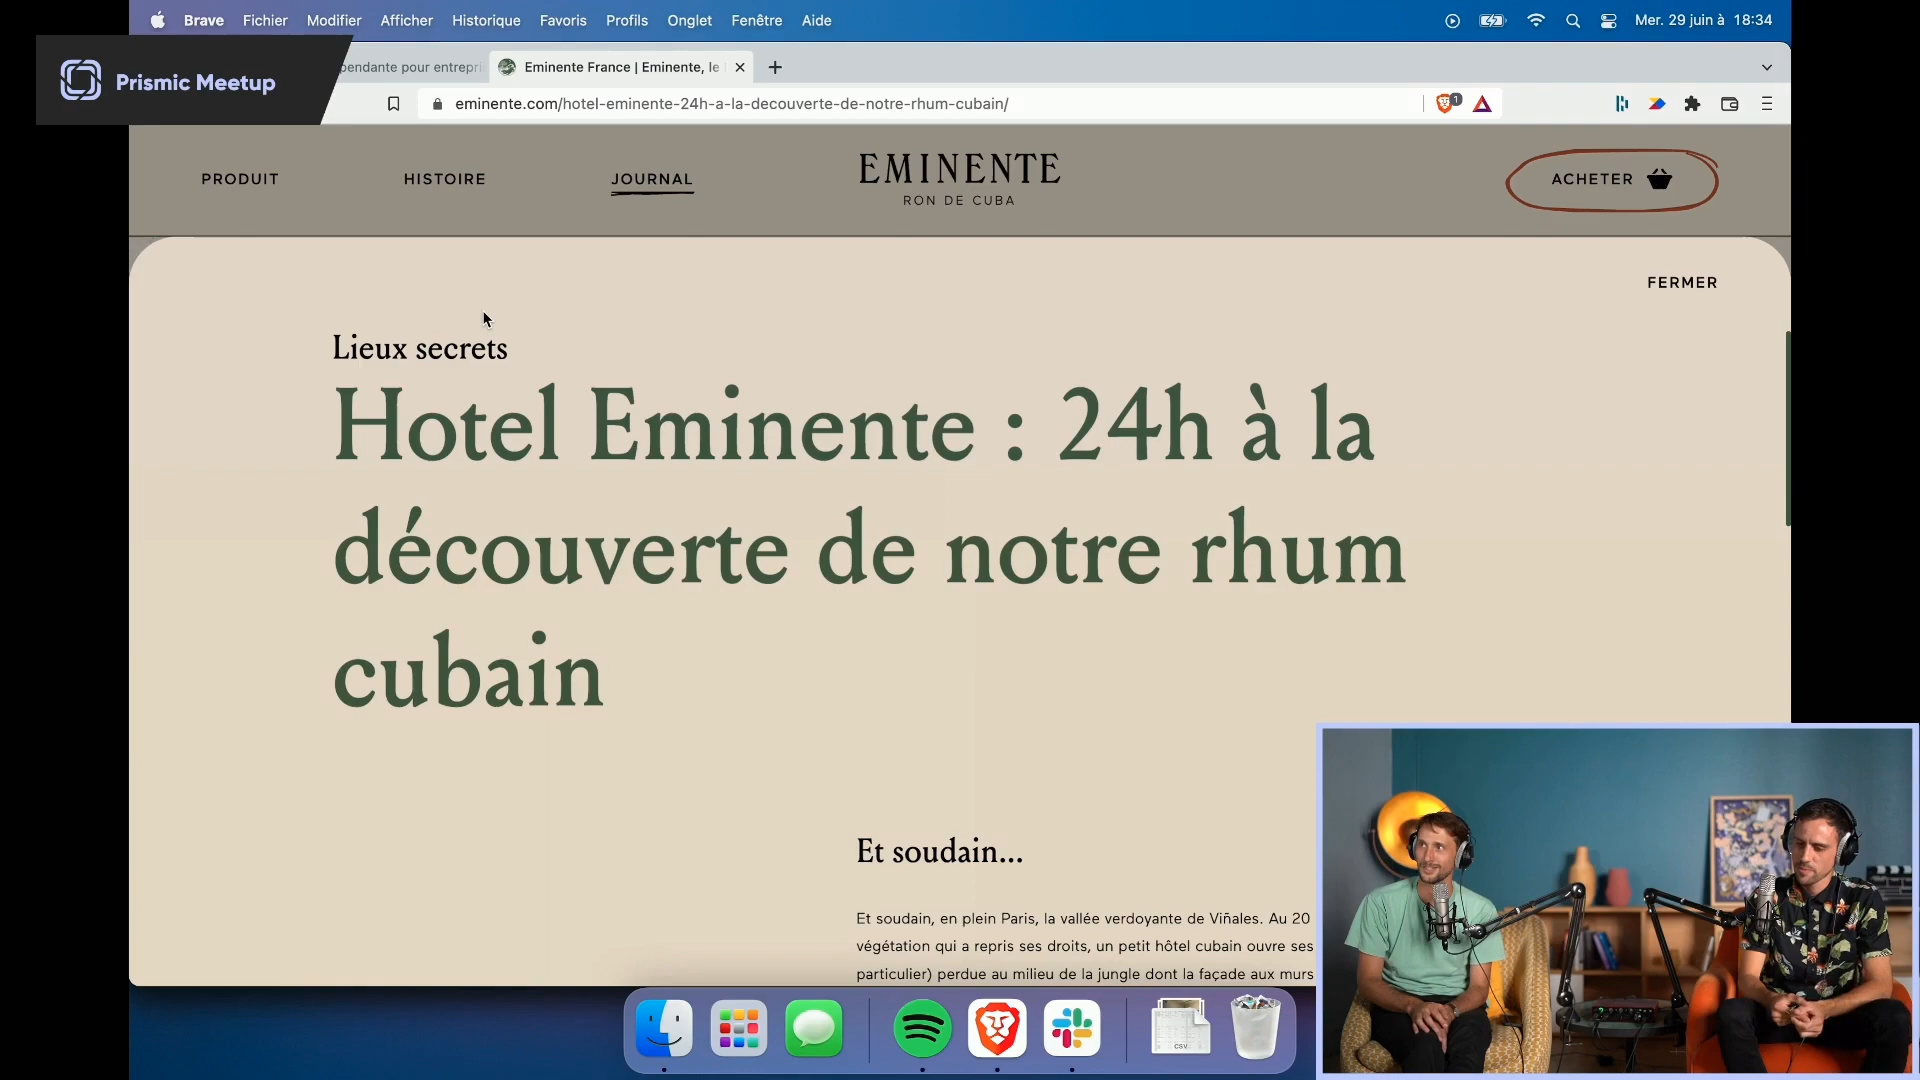 Brave Fichier Modifier Afficher Historique Favoris Profils Onglet Fenêtre Aide
Mer. 29 juin à 18:34
Prismic Meetup
pendante pour entrepri
Eminente France | Eminente, le
eminente.com/hotel-eminente-24h-a-la-decouverte-de-notre-rhum-cubain/
1
PRODUIT
HISTOIRE
JOURNAL
EMINENTE
RON DE CUBA
ACHETER
FERMER
Lieux secrets
Hotel Eminente : 24h à la
découverte de notre rhum
cubain
Et soudain...
Et soudain, en plein Paris, la vallée verdoyante de Viñales. Au 20
végétation qui a repris ses droits, un petit hôtel cubain ouvre ses
particulier) perdue au milieu de la jungle dont la façade aux murs
CSV